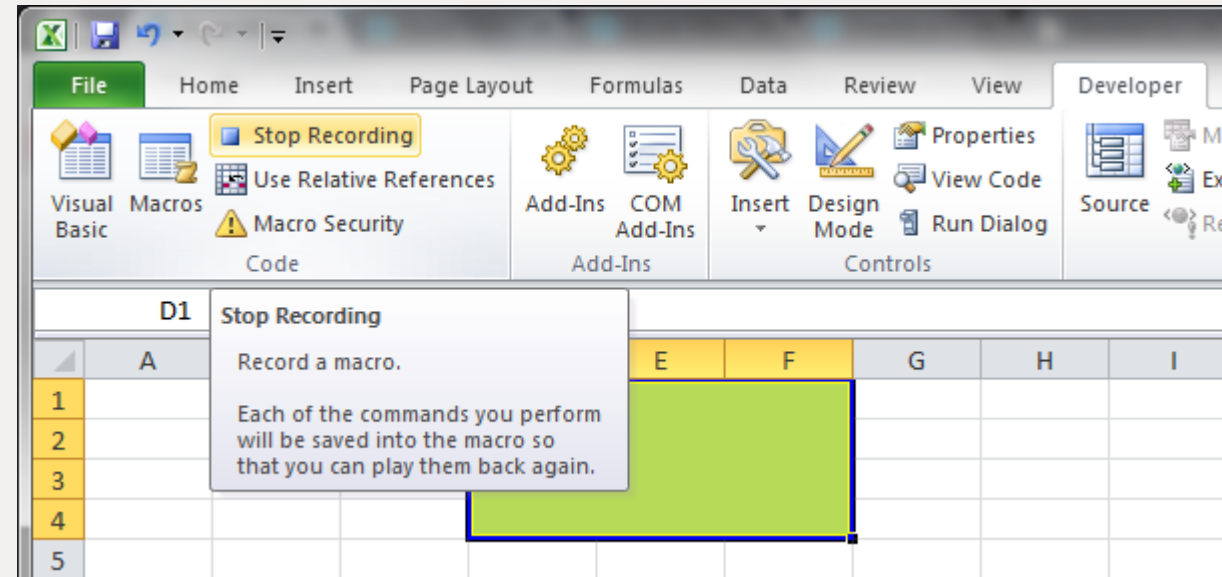 File Home Insert Page Layout Formulas Data Review View Developer
Stop Recording
Use Relative References
Macro Security
Visual Basic
Macros
Code
Add-Ins
COM Add-Ins
Add-Ins
Insert
Design Mode
Properties
View Code
Run Dialog
Controls
Source
D1
Stop Recording
Record a macro.
Each of the commands you perform
will be saved into the macro so
that you can play them back again.
A E F G H I
1
2
3
4
5